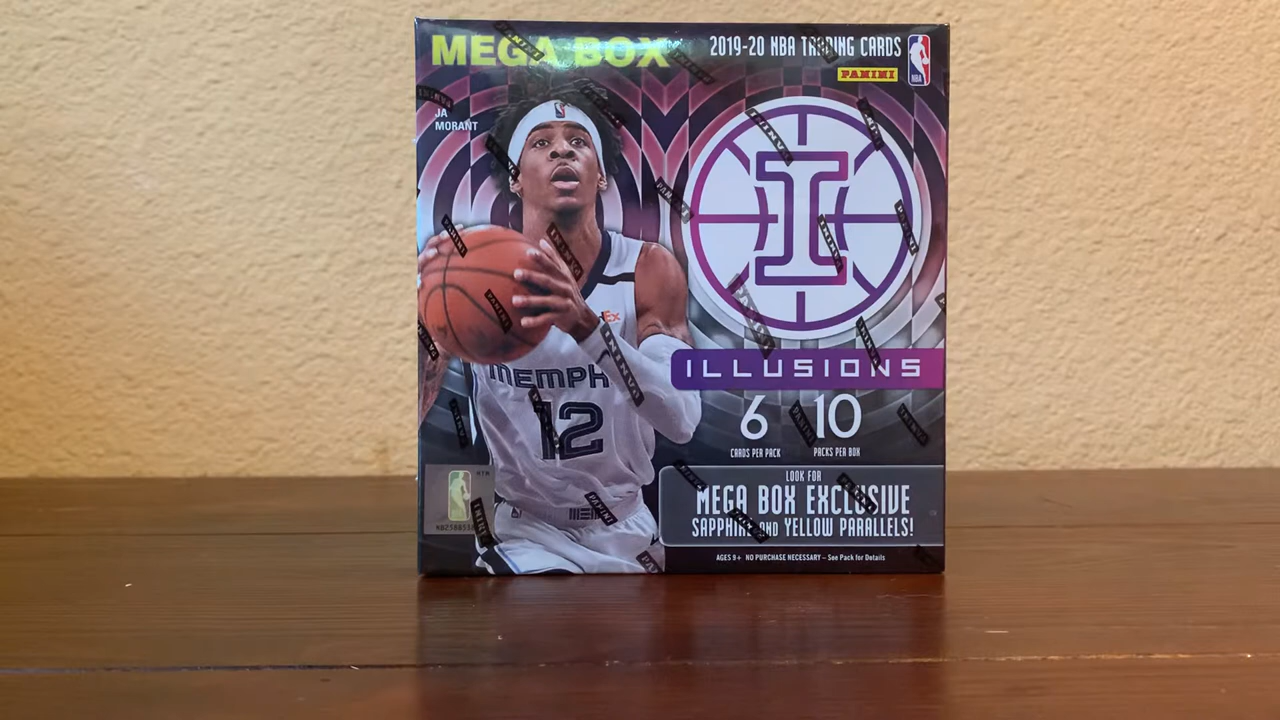 MEGA BOX
2019-20 NBA TRADING CARDS
PANINI
NBA
JA
MORANT
I
ILLUSIONS
MEMPH
12
6 10
CARDS PER PACK PACKS PER BOX
LOOK FOR
MEGA BOX EXCLUSIVE
SAPPHIRE AND YELLOW PARALLELS!
AGES 9+ NO PURCHASE NECESSARY – See Pack for Details